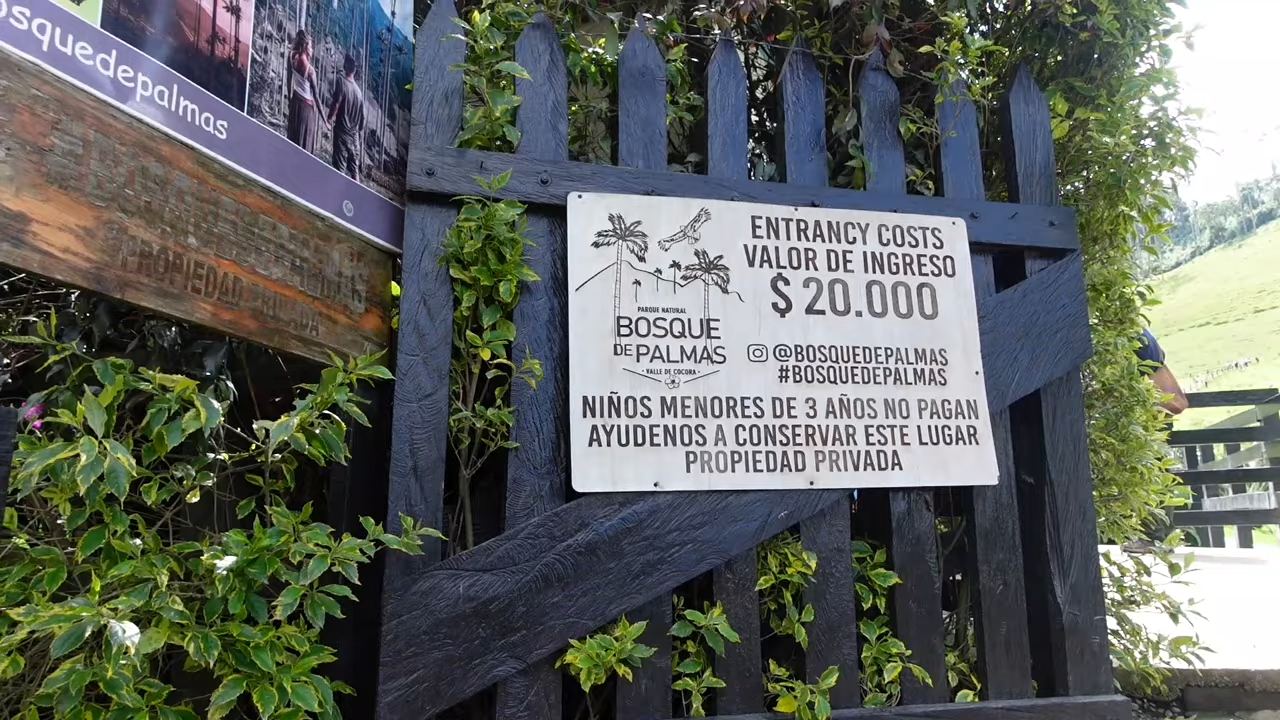 osquedepalmas
#BOSQUEDEPALMAS
PROPIEDAD PRIVADA
PARQUE NATURAL
BOSQUE
DE PALMAS
- VALLE DE COCORA -
ENTRANCY COSTS
VALOR DE INGRESO
$ 20.000
@BOSQUEDEPALMAS
#BOSQUEDEPALMAS
NIÑOS MENORES DE 3 AÑOS NO PAGAN
AYUDENOS A CONSERVAR ESTE LUGAR
PROPIEDAD PRIVADA